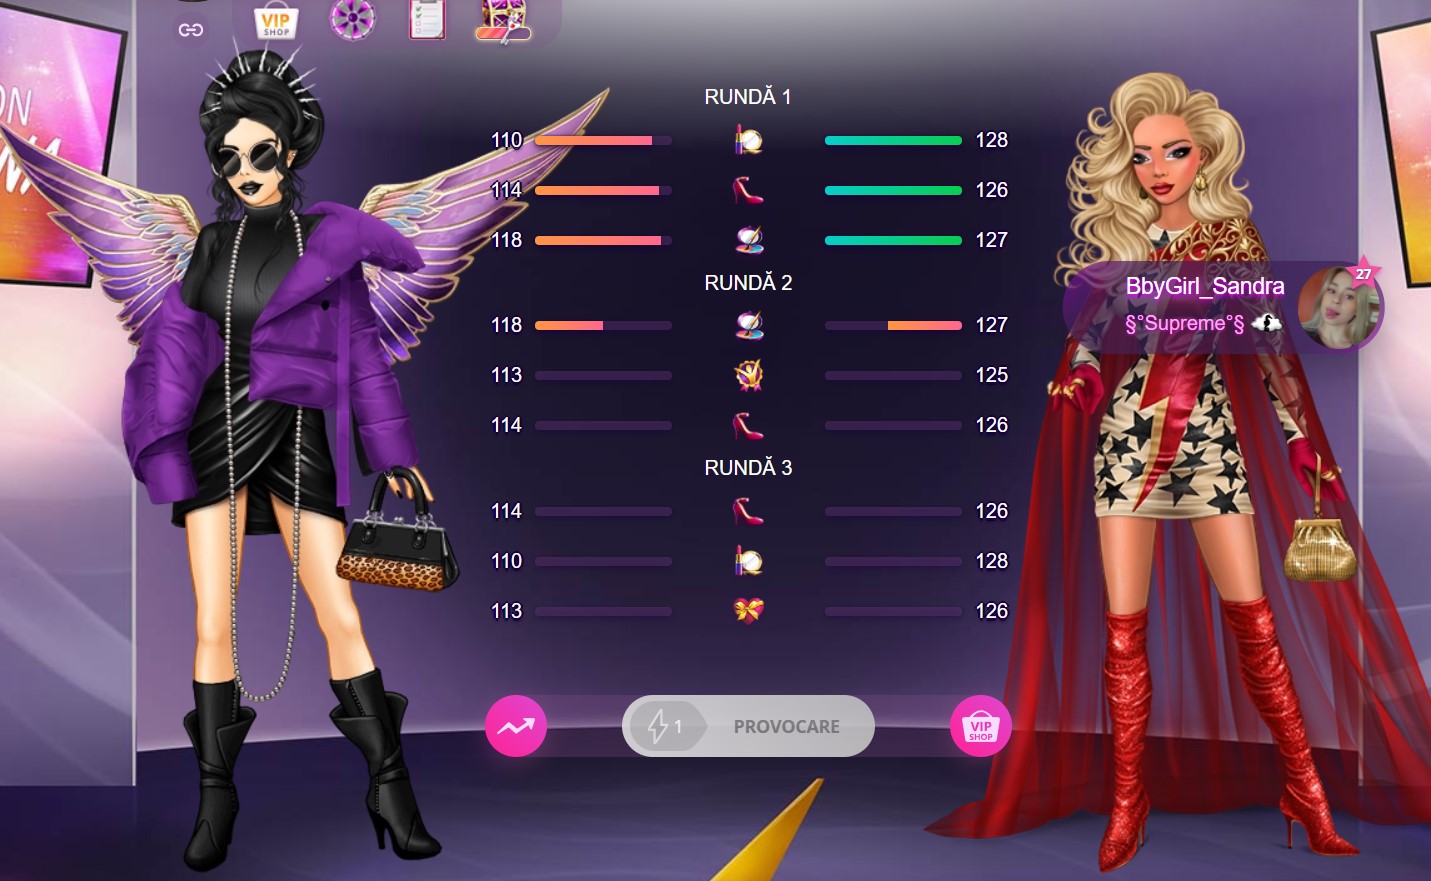 VIP
SHOP
ON
RUNDĂ 1
110 128
114 126
118 127
RUNDĂ 2
118 127
113 125
114 126
RUNDĂ 3
114 126
110 128
113 126
27
BbyGirl_Sandra
§°Supreme°§
1 PROVOCARE
VIP
SHOP